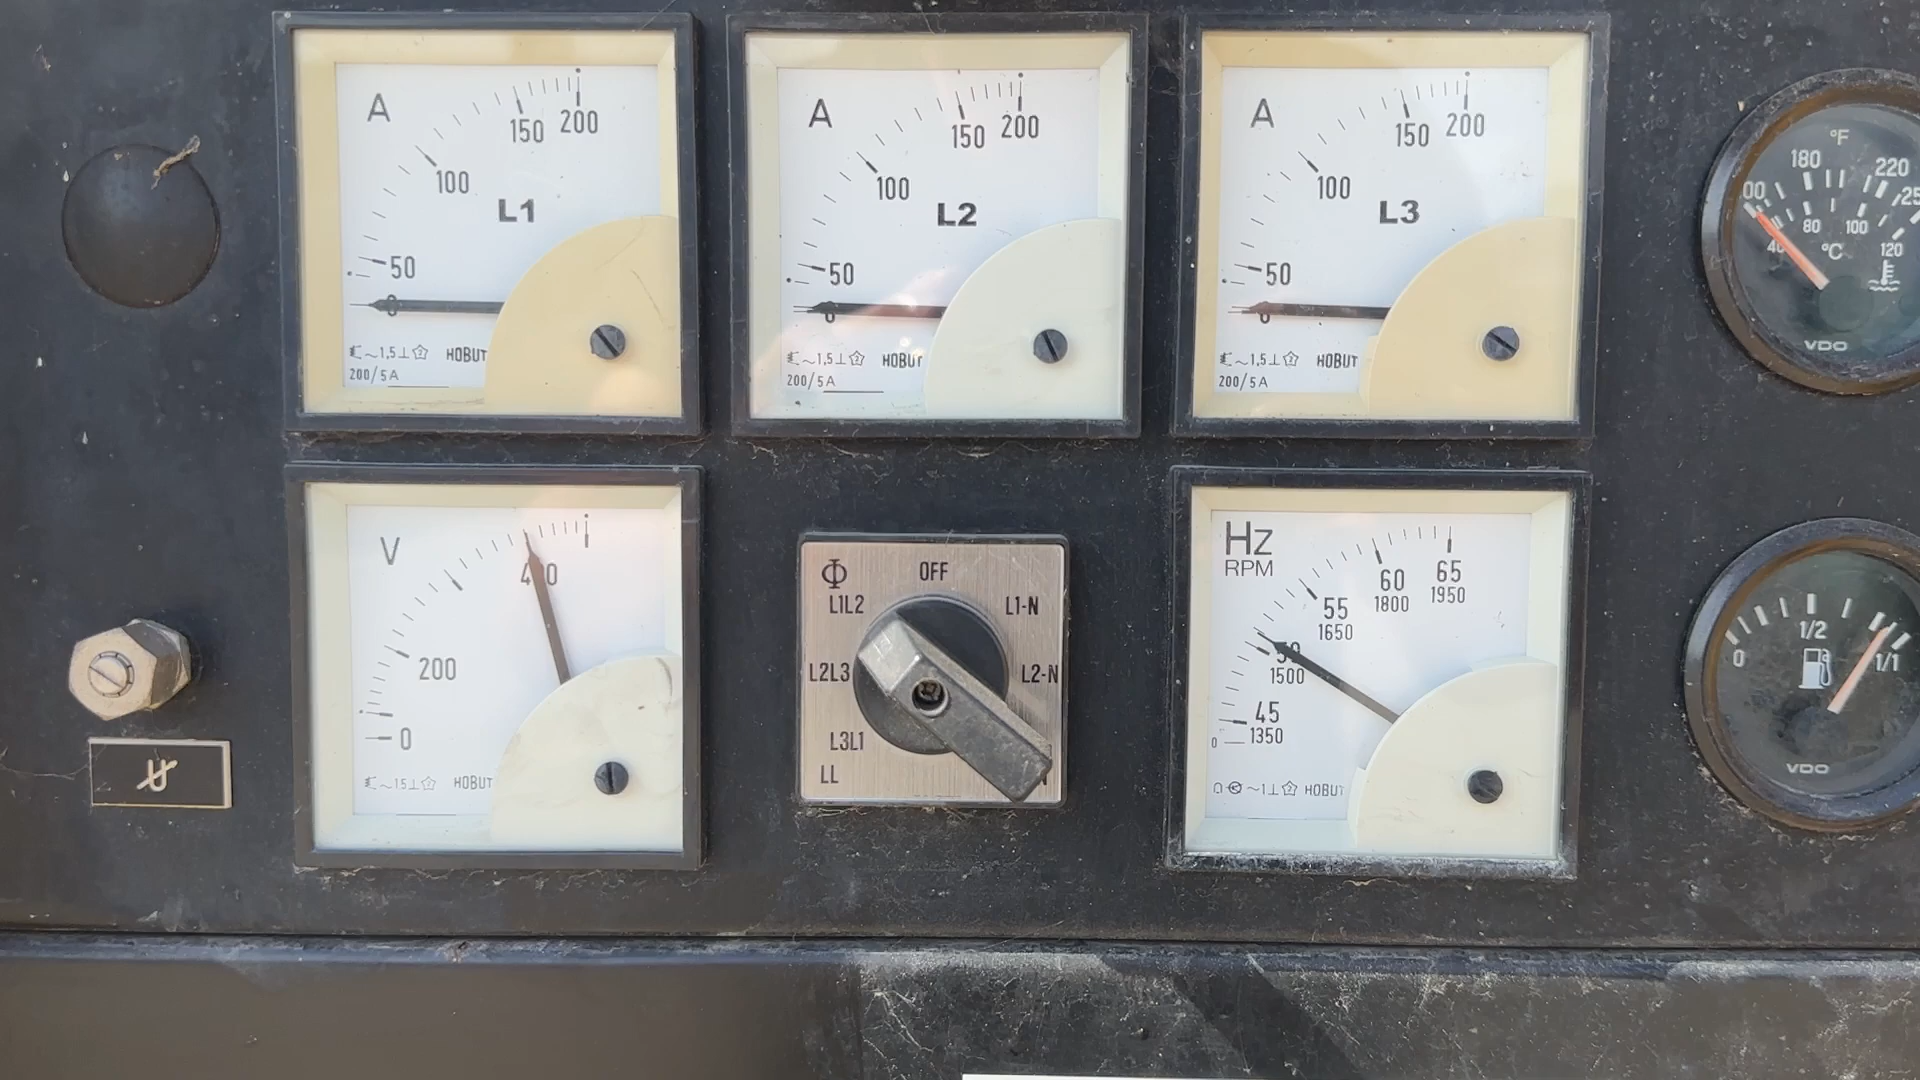 A
50
100
150
200
0
L1
~1,5⊥
HOBUT
200/5A
A
50
100
150
200
0
L2
~1,5⊥
HOBUT
200/5A
A
50
100
150
200
0
L3
~1,5⊥
HOBUT
200/5A
°F
180
220
80
100
120
°C
VDO
V
0
200
400
~1.5⊥
HOBUT
Φ
OFF
L1L2
L1-N
L2L3
L2-N
L3L1
LL
Hz
RPM
0
45
1350
50
1500
55
1650
60
1800
65
1950
~1⊥
HOBUT
0
1/2
1/1
VDO